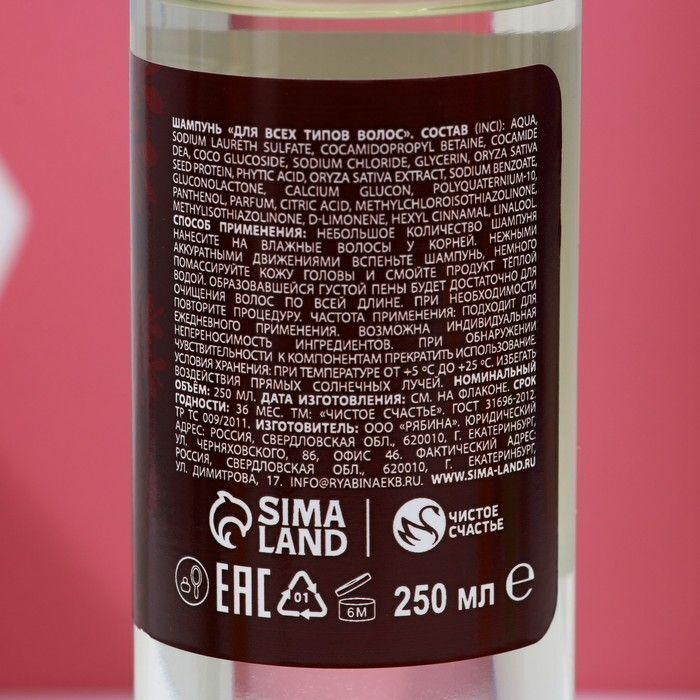 ШАМПУНЬ «ДЛЯ ВСЕХ ТИПОВ ВОЛОС». СОСТАВ (INCI): AQUA,
SODIUM LAURETH SULFATE, COCAMIDOPROPYL BETAINE, COCAMIDE
DEA, COCO GLUCOSIDE, SODIUM CHLORIDE, GLYCERIN, ORYZA SATIVA
SEED PROTEIN, PHYTIC ACID, ORYZA SATIVA EXTRACT, SODIUM BENZOATE,
GLUCONOLACTONE, CALCIUM GLUCON, POLYQUATERNIUM-10,
PANTHENOL, PARFUM, CITRIC ACID, METHYLCHLOROISOTHIAZOLINONE,
METHYLISOTHIAZOLINONE, D-LIMONENE, HEXYL CINNAMAL, LINALOOL
СПОСОБ ПРИМЕНЕНИЯ: НЕБОЛЬШОЕ КОЛИЧЕСТВО ШАМПУНЯ
НАНЕСИТЕ НА ВЛАЖНЫЕ ВОЛОСЫ У КОРНЕЙ. НЕЖНЫМИ
АККУРАТНЫМИ ДВИЖЕНИЯМИ ВСПЕНЬТЕ ШАМПУНЬ, НЕМНОГО
ПОМАССИРУЙТЕ КОЖУ ГОЛОВЫ И СМОЙТЕ ПРОДУКТ ТЁПЛОЙ
ВОДОЙ. ОБРАЗОВАВШЕЙСЯ ГУСТОЙ ПЕНЫ БУДЕТ ДОСТАТОЧНО ДЛЯ
ОЧИЩЕНИЯ ВОЛОС ПО ВСЕЙ ДЛИНЕ. ПРИ НЕОБХОДИМОСТИ
ПОВТОРИТЕ ПРОЦЕДУРУ. ЧАСТОТА ПРИМЕНЕНИЯ: ПОДХОДИТ ДЛЯ
ЕЖЕДНЕВНОГО ПРИМЕНЕНИЯ. ВОЗМОЖНА ИНДИВИДУАЛЬНАЯ
НЕПЕРЕНОСИМОСТЬ ИНГРЕДИЕНТОВ. ПРИ ОБНАРУЖЕНИИ
ЧУВСТВИТЕЛЬНОСТИ К КОМПОНЕНТАМ ПРЕКРАТИТЬ ИСПОЛЬЗОВАНИЕ.
УСЛОВИЯ ХРАНЕНИЯ: ПРИ ТЕМПЕРАТУРЕ ОТ +5 °С ДО +25 °С. ИЗБЕГАТЬ
ВОЗДЕЙСТВИЯ ПРЯМЫХ СОЛНЕЧНЫХ ЛУЧЕЙ. НОМИНАЛЬНЫЙ
ОБЪЁМ: 250 МЛ. ДАТА ИЗГОТОВЛЕНИЯ: СМ. НА ФЛАКОНЕ. СРОК
ГОДНОСТИ: 36 МЕС. ТМ: «ЧИСТОЕ СЧАСТЬЕ». ГОСТ 31696-2012.
ТР ТС 009/2011. ИЗГОТОВИТЕЛЬ: ООО «РЯБИНА». ЮРИДИЧЕСКИЙ
АДРЕС: РОССИЯ, СВЕРДЛОВСКАЯ ОБЛ., 620010, Г. ЕКАТЕРИНБУРГ,
УЛ. ЧЕРНЯХОВСКОГО, 86, ОФИС 46. ФАКТИЧЕСКИЙ АДРЕС:
РОССИЯ, СВЕРДЛОВСКАЯ ОБЛ., 620010, Г. ЕКАТЕРИНБУРГ,
УЛ. ДИМИТРОВА, 17. INFO@RYABINAEKB.RU. WWW.SIMA-LAND.RU
SIMA
LAND
ЧИСТОЕ
СЧАСТЬЕ
EAC 01 6M 250 мл e